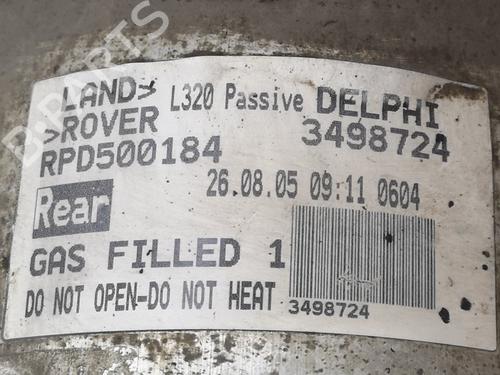 LAND
>ROVER L320 Passive DELPHI
RPD500184 3498724
26.08.05 09:11 0604
Rear
GAS FILLED 1
DO NOT OPEN-DO NOT HEAT
3498724
B-PARTS